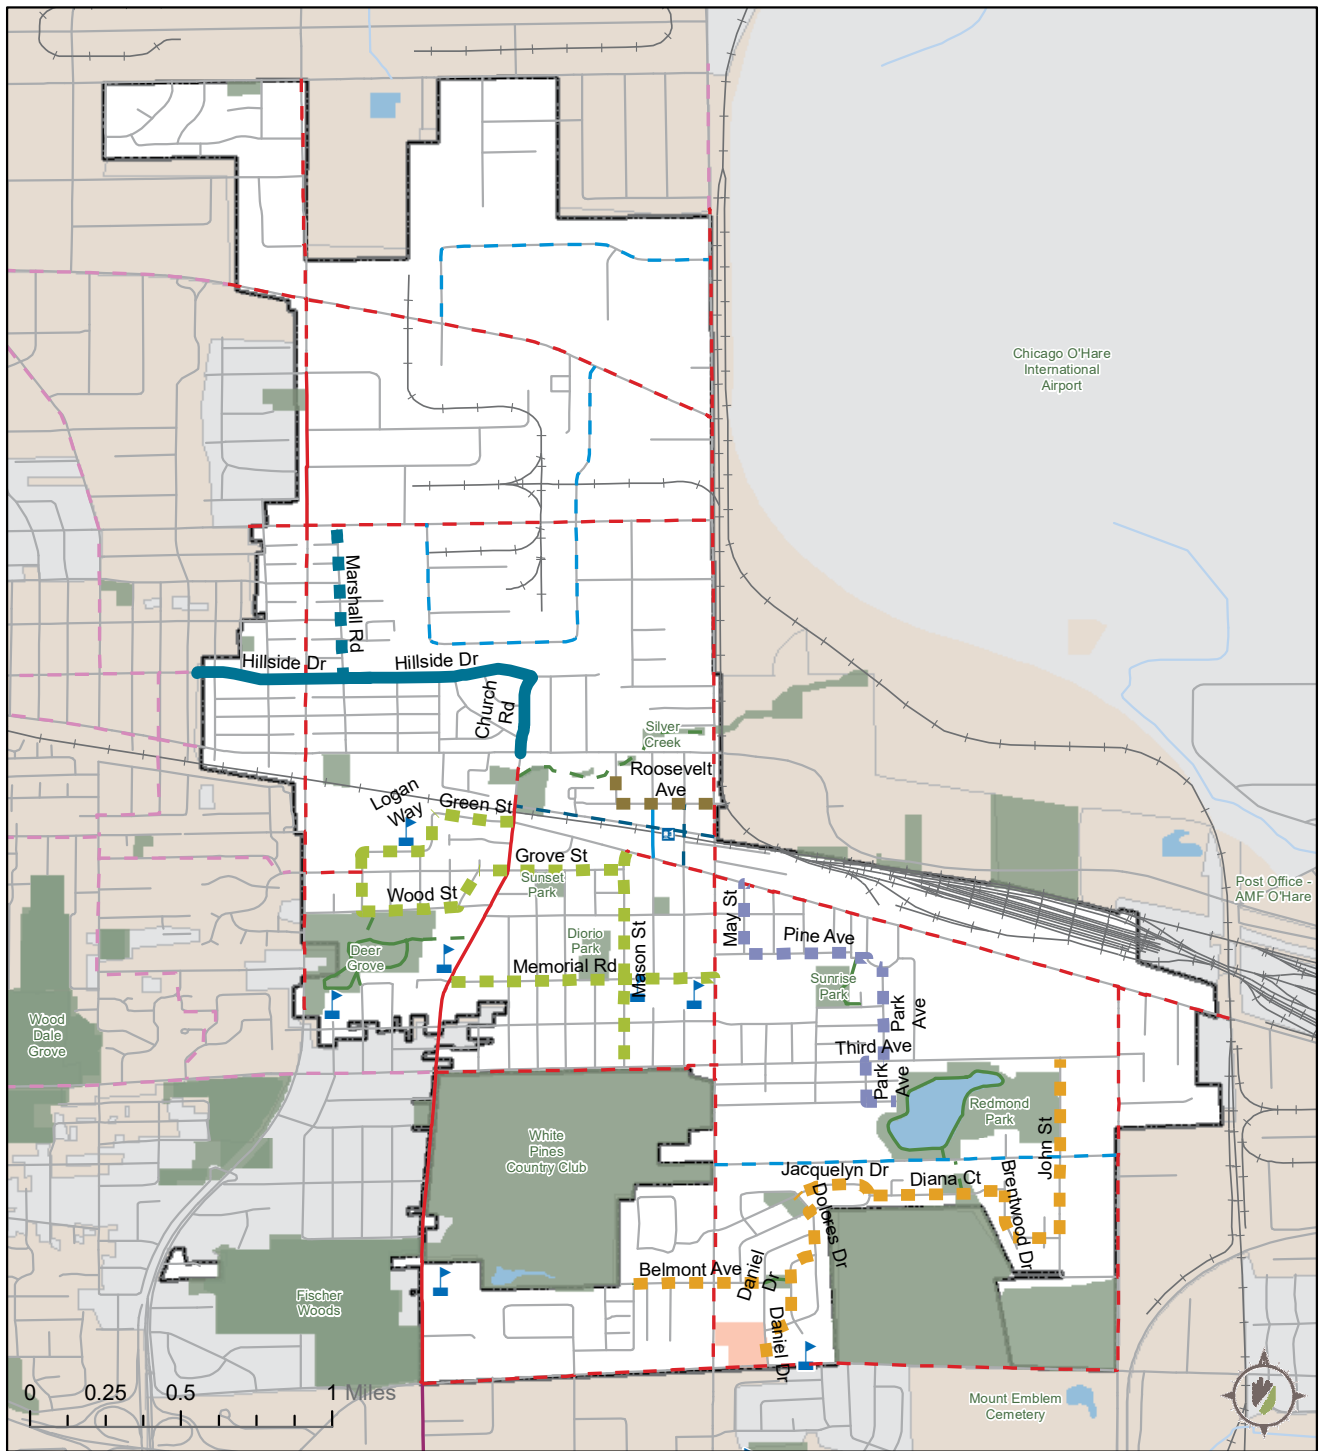 Chicago O'Hare
International
Airport
Marshall Rd
Hillside Dr
Hillside Dr
Church
Rd
Silver
Creek
Roosevelt
Ave
Logan
Way
Green St
Grove St
Sunset
Park
Wood St
Post Office -
AMF O'Hare
May St
Pine Ave
Diorio
Park
Mason St
Deer
Grove
Memorial Rd
Sunrise
Park
Park
Ave
Wood
Dale
Grove
Third Ave
Park
Ave
Redmond
Park
White
Pines
Country Club
John St
Jacquelyn Dr
Diana Ct
Brentwood Dr
Dolores Dr
Belmont Ave
Daniel
Dr
Daniel Dr
Fischer
Woods
0 0.25 0.5 1 Miles
Mount Emblem
Cemetery